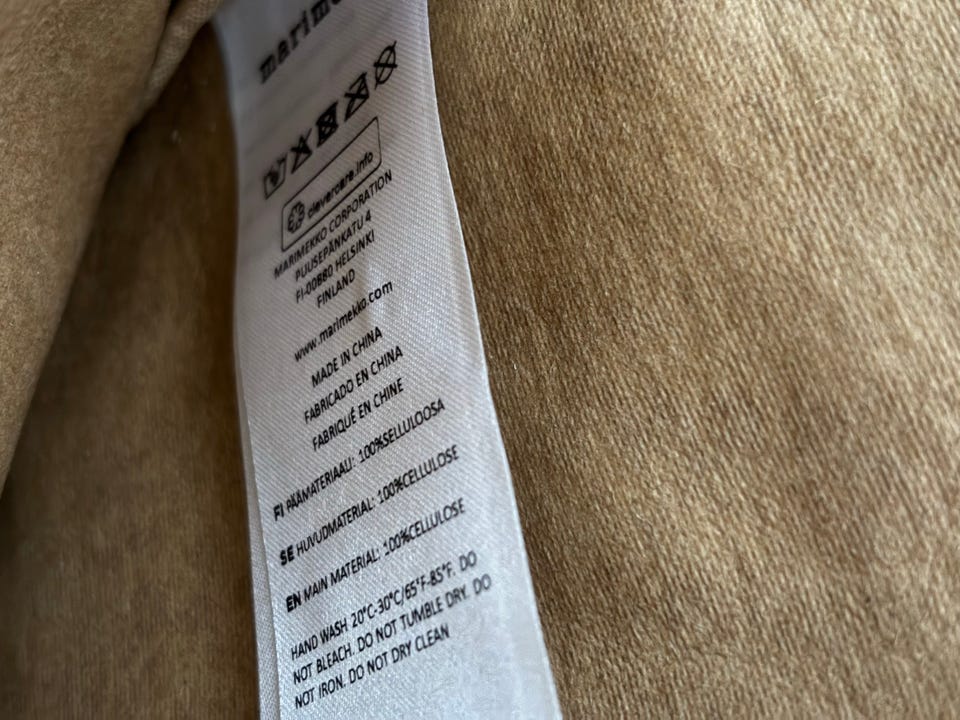 clevercare.info
MARIMEKKO CORPORATION
PUUSEPÄNKATU 4
FI-00880 HELSINKI
FINLAND
www.marimekko.com
MADE IN CHINA
FABRICADO EN CHINA
FABRIQUÉ EN CHINE
FI PÄÄMATERIAALI: 100%SELLULOOSA
SE HUVUDMATERIAL: 100%CELLULOSE
EN MAIN MATERIAL: 100%CELLULOSE
HAND WASH 20°C-30°C/65°F-85°F. DO
NOT BLEACH. DO NOT TUMBLE DRY. DO
NOT IRON. DO NOT DRY CLEAN